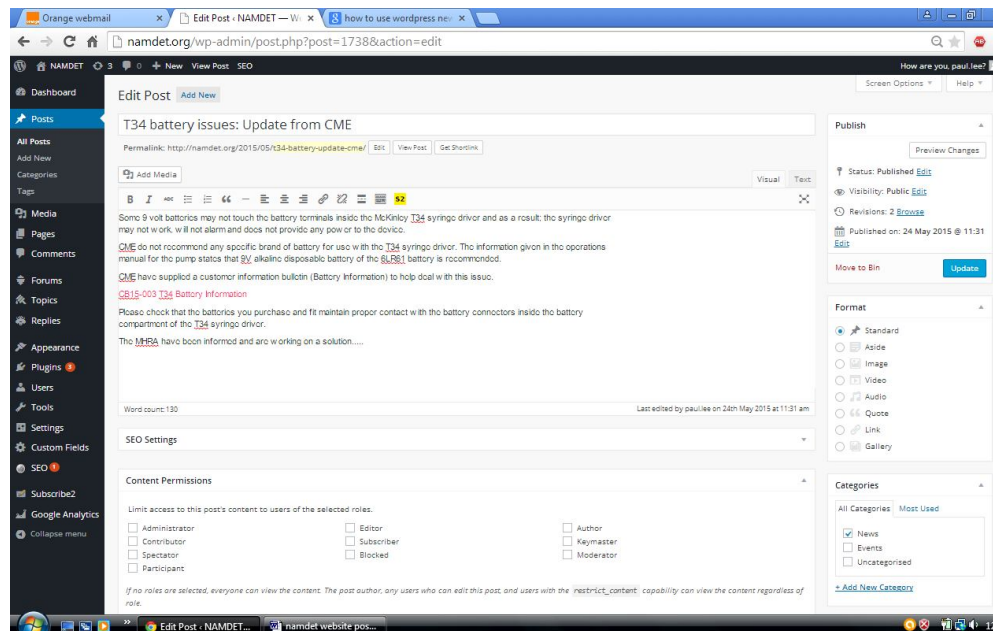 Orange webmail
Edit Post ‹ NAMDET — W
how to use wordpress nev
namdet.org/wp-admin/post.php?post=1738&action=edit
NAMDET 3 0 + New View Post SEO
How are you, paul.lee?
Screen Options Help
Dashboard
Posts
All Posts
Add New
Categories
Tags
Media
Pages
Comments
Forums
Topics
Replies
Appearance
Plugins 3
Users
Tools
Settings
Custom Fields
SEO 1
Subscribe2
Google Analytics
Collapse menu
Edit Post Add New
T34 battery issues: Update from CME
Permalink: http://namdet.org/2015/05/t34-battery-update-cme/ Edit View Post Get Shortlink
Add Media
Visual Text
B I ABC S2
Some 9 volt batteries may not touch the battery terminals inside the McKinley T34 syringe driver and as a result; the syringe driver
may not work, will not alarm and does not provide any power to the device.
CME do not recommend any specific brand of battery for use with the T34 syringe driver. The information given in the operations
manual for the pump states that 9V alkaline disposable battery of the 6LR61 battery is recommended.
CME have supplied a customer information bulletin (Battery Information) to help deal with this issue.
CB15-003 T34 Battery Information
Please check that the batteries you purchase and fit maintain proper contact with the battery connectors inside the battery
compartment of the T34 syringe driver.
The MHRA have been informed and are working on a solution.....
Word count: 130
Last edited by paul.lee on 24th May 2015 at 11:31 am
SEO Settings
Content Permissions
Limit access to this post's content to users of the selected roles.
Administrator Editor Author
Contributor Subscriber Keymaster
Spectator Blocked Moderator
Participant
If no roles are selected, everyone can view the content. The post author, any users who can edit this post, and users with the restrict_content capability can view the content regardless of
role.
Publish
Preview Changes
Status: Published Edit
Visibility: Public Edit
Revisions: 2 Browse
Published on: 24 May 2015 @ 11:31
Edit
Move to Bin Update
Format
Standard
Aside
Image
Video
Audio
Quote
Link
Gallery
Categories
All Categories Most Used
News
Events
Uncategorised
+ Add New Category
Edit Post ‹ NAMDET...
namdet website pos...
12